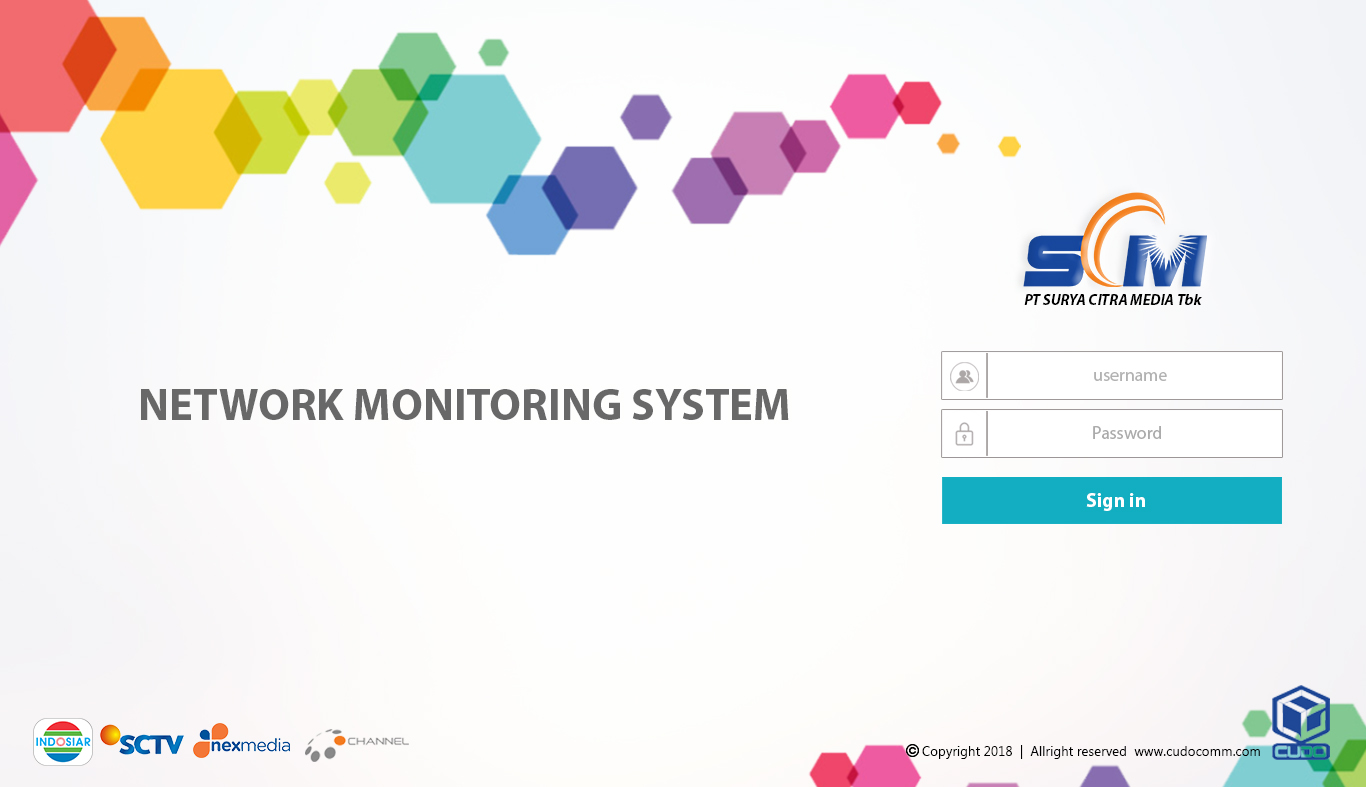 SCM
PT SURYA CITRA MEDIA Tbk
NETWORK MONITORING SYSTEM
username
Password
Sign in
INDOSIAR
SCTV
nexmedia
CHANNEL
© Copyright 2018 | Allright reserved www.cudocomm.com
CUDO